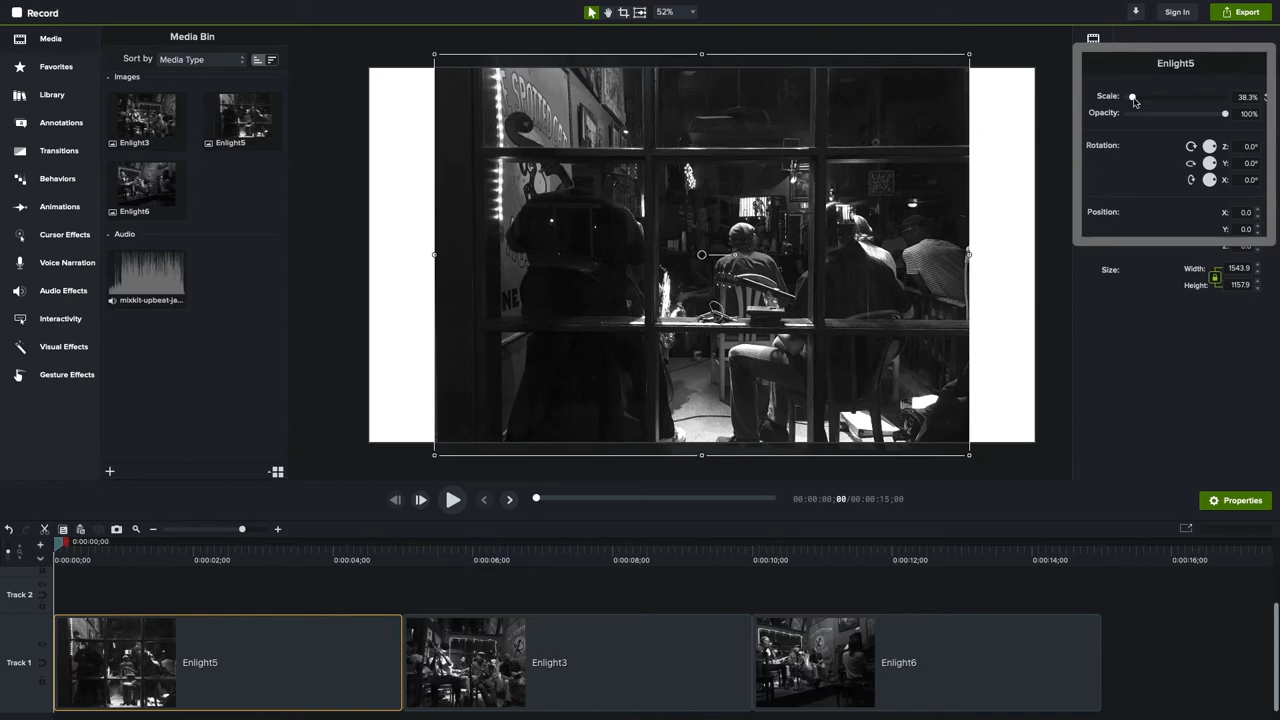 Record
52%
Sign In
Export
Media
Favorites
Library
Annotations
Transitions
Behaviors
Animations
Cursor Effects
Voice Narration
Audio Effects
Interactivity
Visual Effects
Gesture Effects
Media Bin
Sort by Media Type
Images
Enlight3
Enlight5
Enlight6
Audio
mixkit-upbeat-ja...
SPOTTED
Enlight5
Scale: 38.3%
Opacity: 100%
Rotation: Z: 0.0°
Y: 0.0°
X: 0.0°
Position: X: 0.0
Y: 0.0
Z: 0.0
Size: Width: 1543.9
Height: 1157.9
00:00:00;00/00:00:15;00
Properties
0:00:00;00
0:00:00;00 0:00:02;00 0:00:04;00 0:00:06;00 0:00:08;00 0:00:10;00 0:00:12;00 0:00:14;00 0:00:16;00
Track 2
Track 1
Enlight5
Enlight3
Enlight6